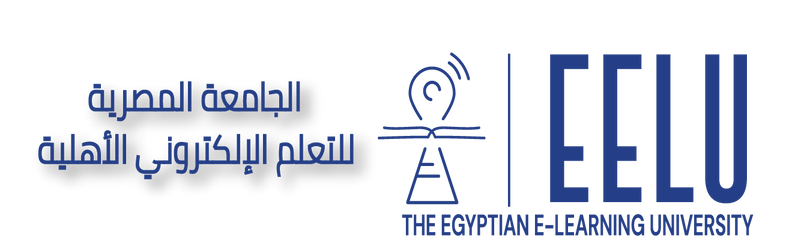 الجامعة المصرية
للتعلم الإلكتروني الأهلية
EELU
THE EGYPTIAN E-LEARNING UNIVERSITY